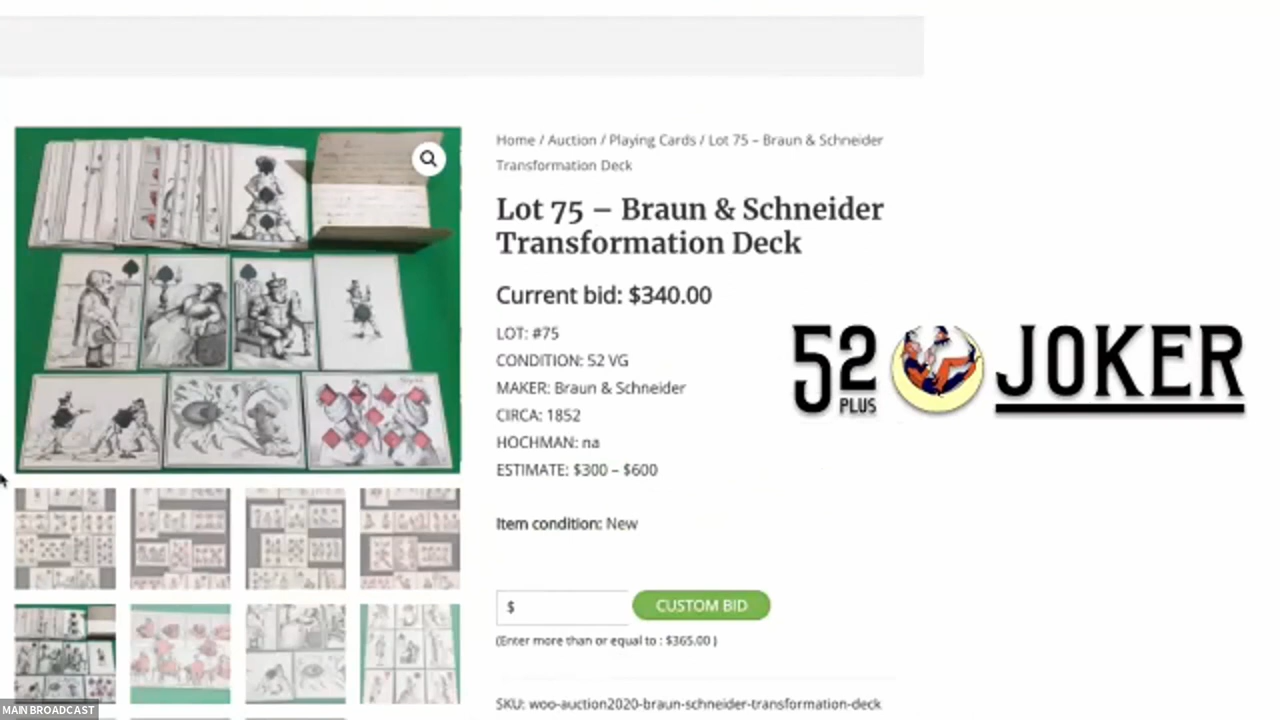 Home / Auction / Playing Cards / Lot 75 – Braun & Schneider
Transformation Deck
Lot 75 – Braun & Schneider
Transformation Deck
Current bid: $340.00
LOT: #75
CONDITION: 52 VG
MAKER: Braun & Schneider
CIRCA: 1852
HOCHMAN: na
ESTIMATE: $300 – $600
Item condition: New
$
CUSTOM BID
(Enter more than or equal to : $365.00 )
SKU: woo-auction2020-braun-schneider-transformation-deck
52 PLUS JOKER
MAIN BROADCAST